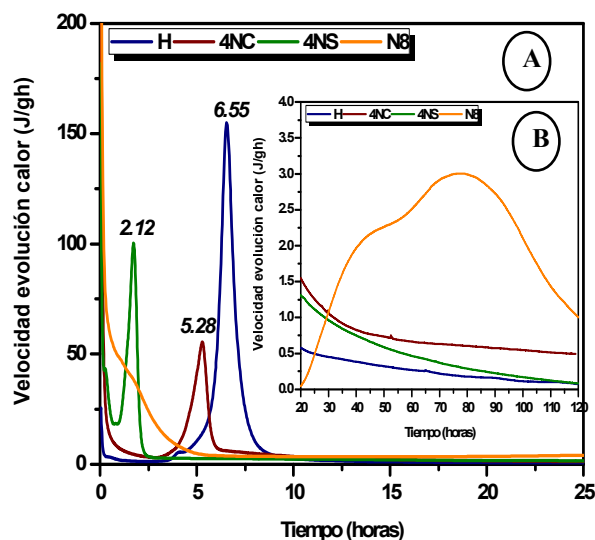 H 4NC 4NS N8
A
Velocidad evolución calor (J/gh)
200
150
100
50
0
6.55
2.12
5.28
0 5 10 15 20 25
Tiempo (horas)
H 4NC 4NS N8
B
Velocidad evolución calor (J/gh)
4.0
3.5
3.0
2.5
2.0
1.5
1.0
0.5
0.0
20 30 40 50 60 70 80 90 100 110 120
Tiempo (horas)